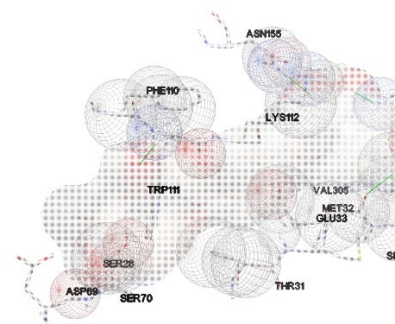 ASN155
PHE110
LYS112
TRP111
VAL305
MET32
GLU33
SER28
ASP69
SER70
THR31